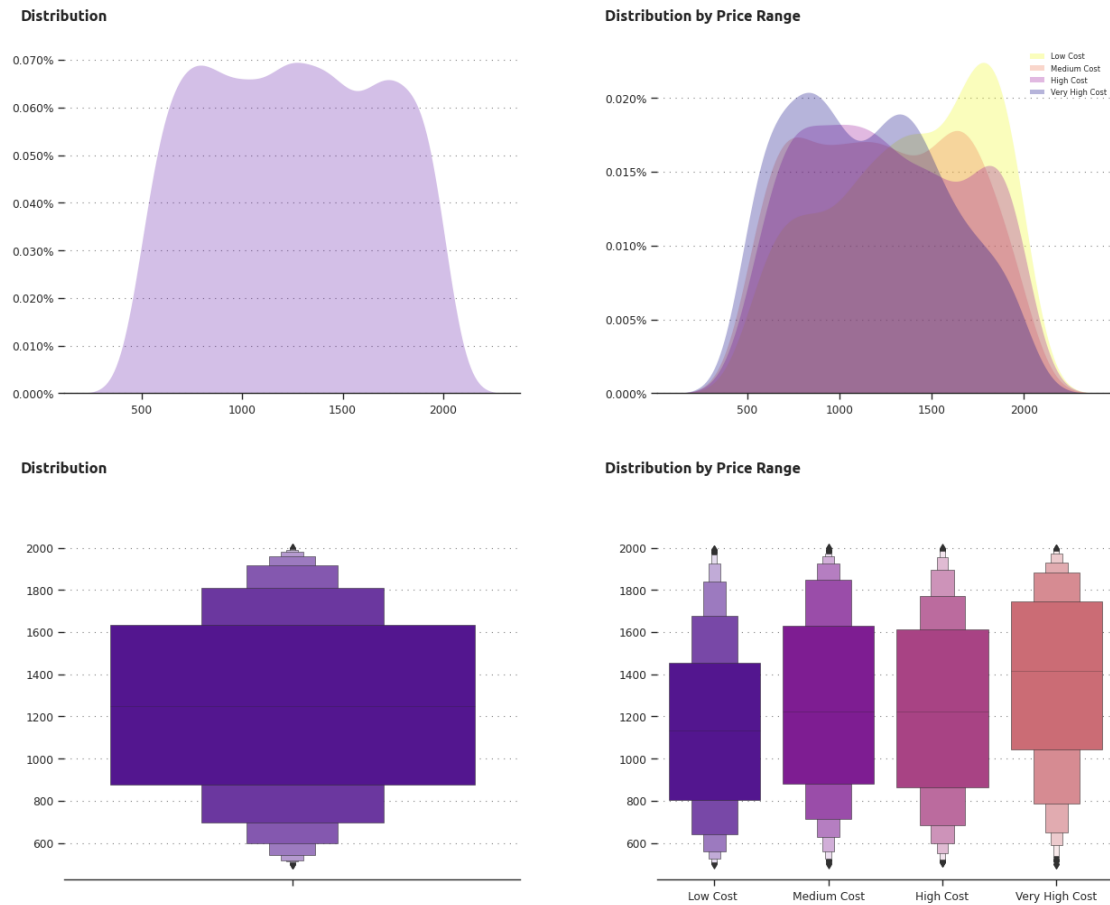 Distribution
0.070%
0.060%
0.050%
0.040%
0.030%
0.020%
0.010%
0.000%
500 1000 1500 2000
Distribution by Price Range
Low Cost
Medium Cost
High Cost
Very High Cost
0.020%
0.015%
0.010%
0.005%
0.000%
500 1000 1500 2000
Distribution
2000
1800
1600
1400
1200
1000
800
600
Distribution by Price Range
2000
1800
1600
1400
1200
1000
800
600
Low Cost Medium Cost High Cost Very High Cost